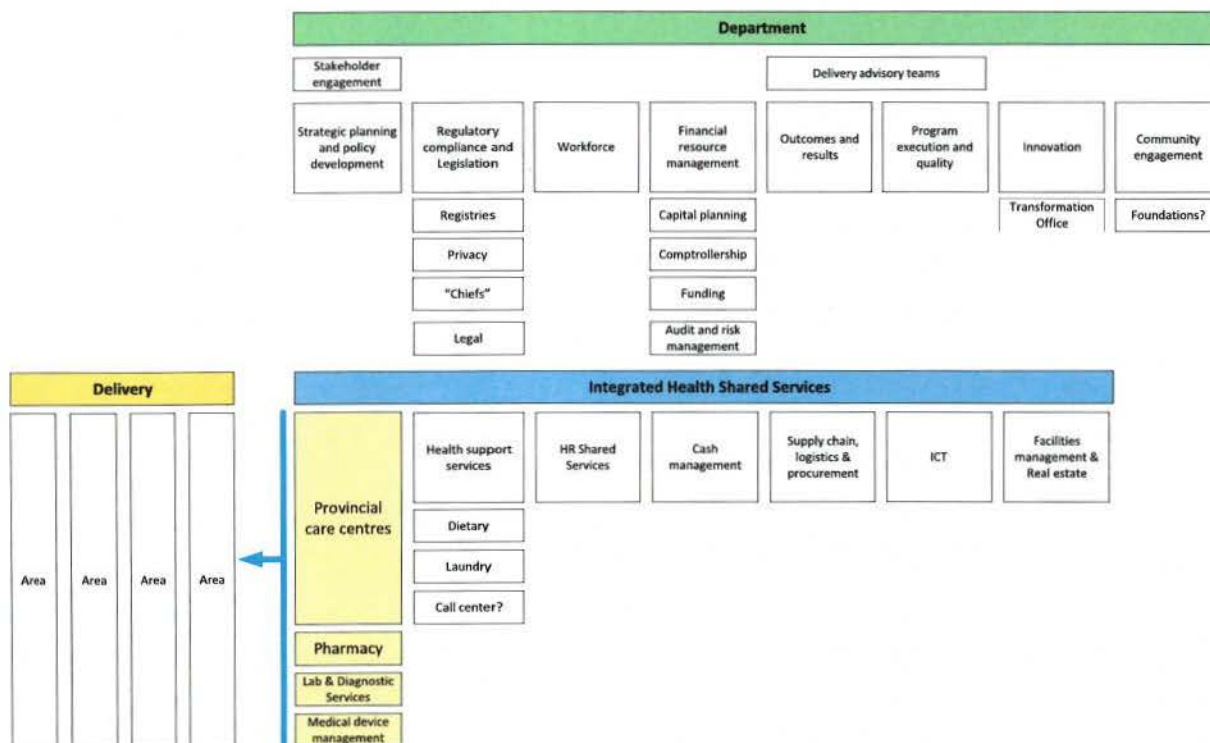 Department
Stakeholder
engagement
Delivery advisory teams
Strategic planning
and policy
development
Regulatory
compliance and
Legislation
Workforce
Financial
resource
management
Outcomes and
results
Program
execution and
quality
Innovation
Community
engagement
Registries
Capital planning
Transformation
Office
Foundations?
Privacy
Comptrollership
"Chiefs"
Funding
Legal
Audit and risk
management
Delivery
Integrated Health Shared Services
Area
Area
Area
Area
Provincial
care centres
Health support
services
HR Shared
Services
Cash
management
Supply chain,
logistics &
procurement
ICT
Facilities
management &
Real estate
Dietary
Laundry
Call center?
Pharmacy
Lab & Diagnostic
Services
Medical device
management